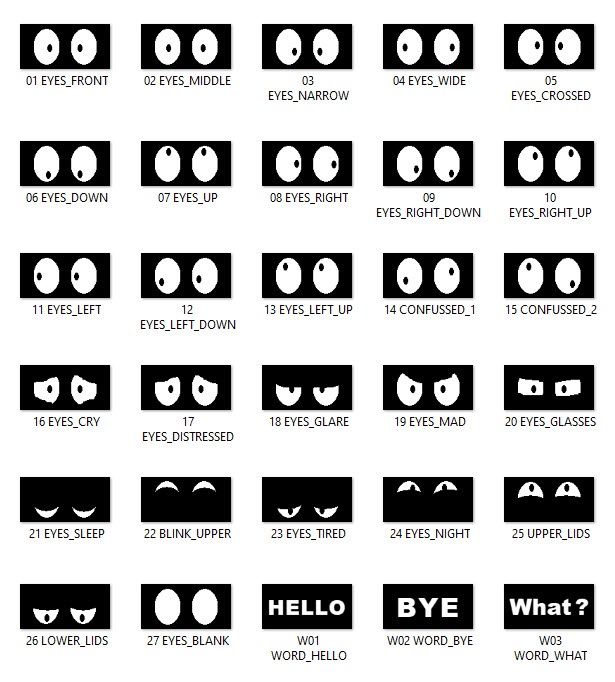 01 EYES_FRONT
02 EYES_MIDDLE
03
EYES_NARROW
04 EYES_WIDE
05
EYES_CROSSED
06 EYES_DOWN
07 EYES_UP
08 EYES_RIGHT
09
EYES_RIGHT_DOWN
10
EYES_RIGHT_UP
11 EYES_LEFT
12
EYES_LEFT_DOWN
13 EYES_LEFT_UP
14 CONFUSSED_1
15 CONFUSSED_2
16 EYES_CRY
17
EYES_DISTRESSED
18 EYES_GLARE
19 EYES_MAD
20 EYES_GLASSES
21 EYES_SLEEP
22 BLINK_UPPER
23 EYES_TIRED
24 EYES_NIGHT
25 UPPER_LIDS
26 LOWER_LIDS
27 EYES_BLANK
HELLO
W01
WORD_HELLO
BYE
W02 WORD_BYE
What?
W03
WORD_WHAT